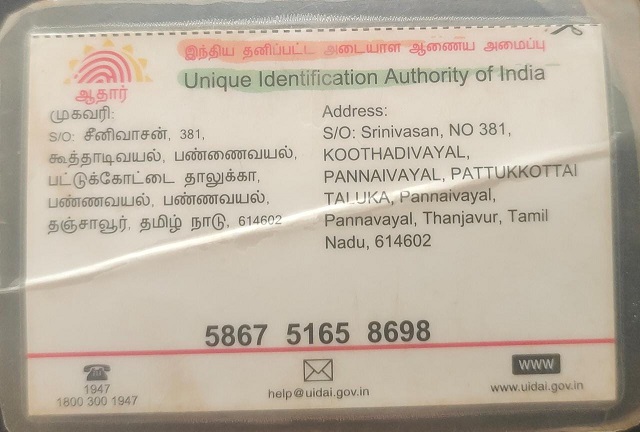 இந்திய தனிப்பட்ட அடையாள ஆணைய அமைப்பு
Unique Identification Authority of India
ஆதார்
முகவரி:
S/O: சீனிவாசன், 381,
கூத்தாடிவயல், பண்ணைவயல்,
பட்டுக்கோட்டை தாலுக்கா,
பண்ணவயல், பண்ணவயல்,
தஞ்சாவூர், தமிழ் நாடு, 614602
Address:
S/O: Srinivasan, NO 381,
KOOTHADIVAYAL,
PANNAIVAYAL, PATTUKKOTTAI
TALUKA, Pannaivayal,
Pannavayal, Thanjavur, Tamil
Nadu, 614602
5867 5165 8698
1947
1800 300 1947
help@uidai.gov.in
WWW
www.uidai.gov.in